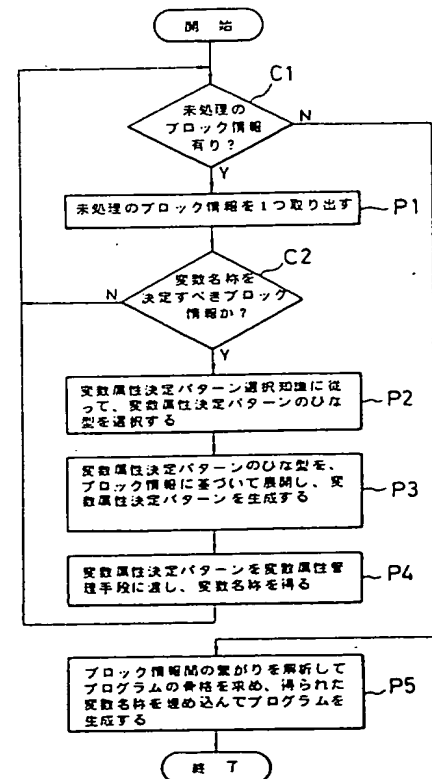 開始
C1
未処理の
ブロック情報
有り？
N
Y
未処理のブロック情報を1つ取り出す
P1
C2
変数名称を
決定すべきブロック
情報か？
N
Y
変数属性決定パターン選択知識に従
って、変数属性決定パターンのひな
型を選択する
P2
変数属性決定パターンのひな型を、
ブロック情報に基づいて展開し、変
数属性決定パターンを生成する
P3
変数属性決定パターンを変数属性管
理手段に渡し、変数名称を得る
P4
ブロック情報間の繋がりを解析して
プログラムの骨格を求め、得られた
変数名称を埋め込んでプログラムを
生成する
P5
終了